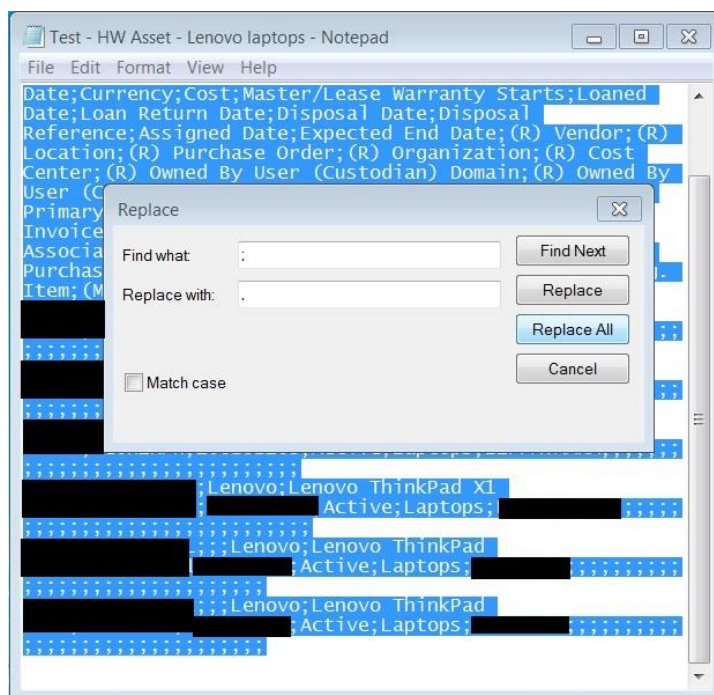 Test - HW Asset - Lenovo laptops - Notepad
File Edit Format View Help
Date;Currency;Cost;Master/Lease Warranty Starts;Loaned
Date;Loan Return Date;Disposal Date;Disposal
Reference;Assigned Date;Expected End Date;(R) Vendor;(R)
Location;(R) Purchase Order;(R) Organization;(R) Cost
Center;(R) Owned By User (Custodian) Domain;(R) Owned By
User (C
Primary
Invoice
Associa
Purchas
Item;(M
Replace
Find what: ;
Find Next
Replace with: .
Replace
Replace All
Cancel
Match case
;;
;;;;;;;
;;
;;;;;;;
;;;;;;;;;;;;;;;;;;;;;;;
;Lenovo;Lenovo ThinkPad X1
; Active;Laptops; ;;;;;
;;;;;;;;;;;;;;;;;;;;;;;;
;;;Lenovo;Lenovo ThinkPad
;Active;Laptops; ;;;;;;;;;
;;;;;;;;;;;;;;;;;;;;
;;;Lenovo;Lenovo ThinkPad
;Active;Laptops; ;;;;;;;;;
;;;;;;;;;;;;;;;;;;;;